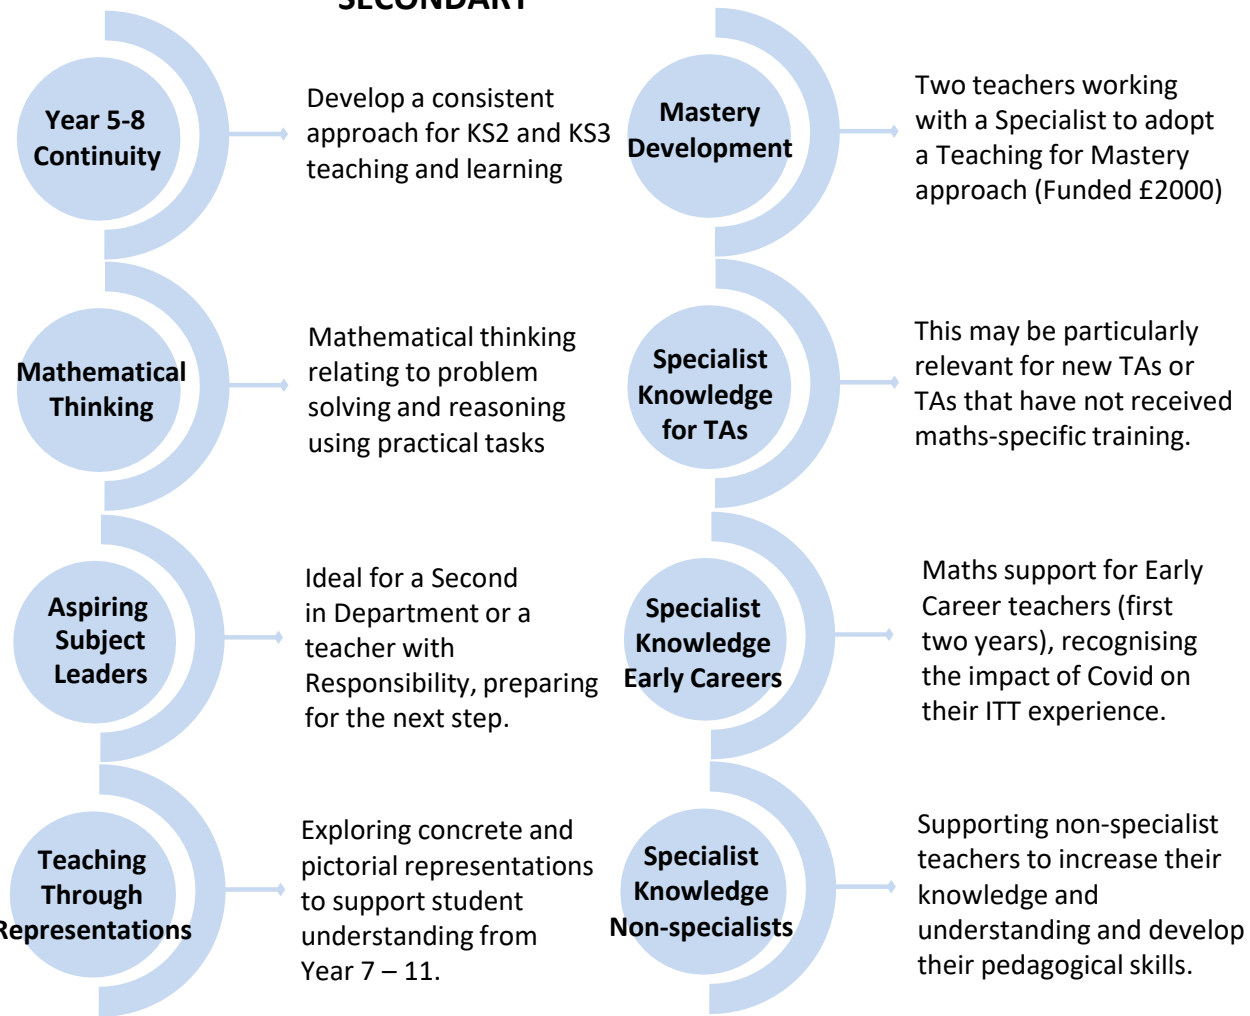 SECONDARY
Year 5-8
Continuity
Develop a consistent
approach for KS2 and KS3
teaching and learning
Mastery
Development
Two teachers working
with a Specialist to adopt
a Teaching for Mastery
approach (Funded £2000)
Mathematical
Thinking
Mathematical thinking
relating to problem
solving and reasoning
using practical tasks
Specialist
Knowledge
for TAs
This may be particularly
relevant for new TAs or
TAs that have not received
maths-specific training.
Aspiring
Subject
Leaders
Ideal for a Second
in Department or a
teacher with
Responsibility, preparing
for the next step.
Specialist
Knowledge
Early Careers
Maths support for Early
Career teachers (first
two years), recognising
the impact of Covid on
their ITT experience.
Teaching
Through
Representations
Exploring concrete and
pictorial representations
to support student
understanding from
Year 7 – 11.
Specialist
Knowledge
Non-specialists
Supporting non-specialist
teachers to increase their
knowledge and
understanding and develop
their pedagogical skills.